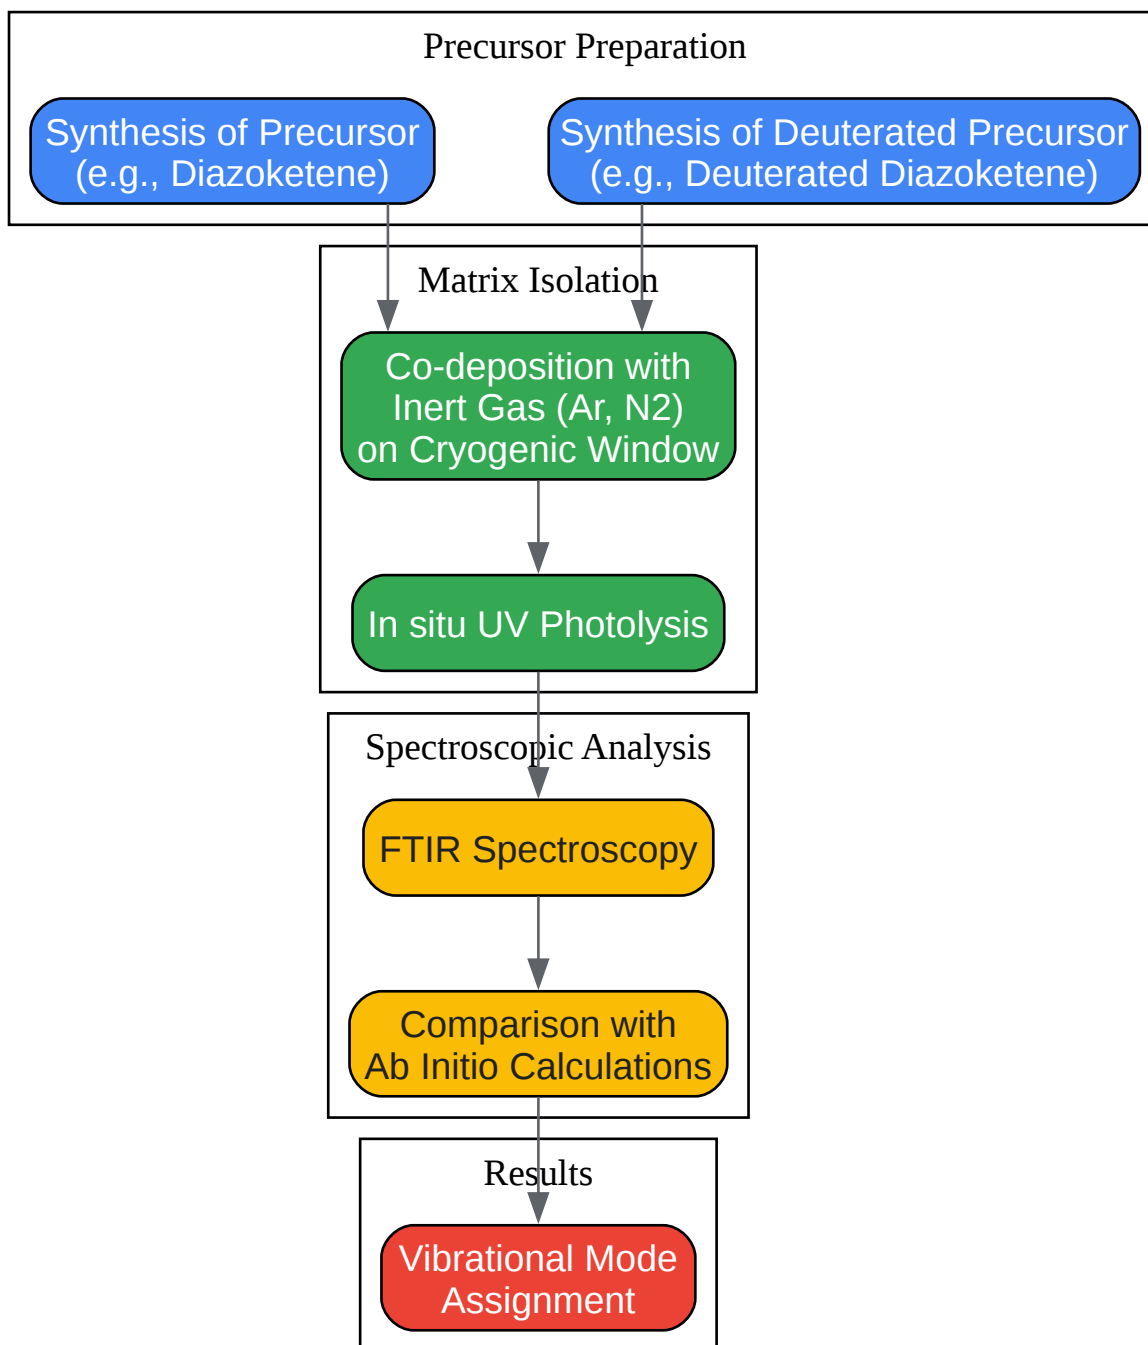 Precursor Preparation
Synthesis of Precursor
(e.g., Diazoketene)
Synthesis of Deuterated Precursor
(e.g., Deuterated Diazoketene)
Matrix Isolation
Co-deposition with
Inert Gas (Ar, N2)
on Cryogenic Window
In situ UV Photolysis
Spectroscopic Analysis
FTIR Spectroscopy
Comparison with
Ab Initio Calculations
Results
Vibrational Mode
Assignment